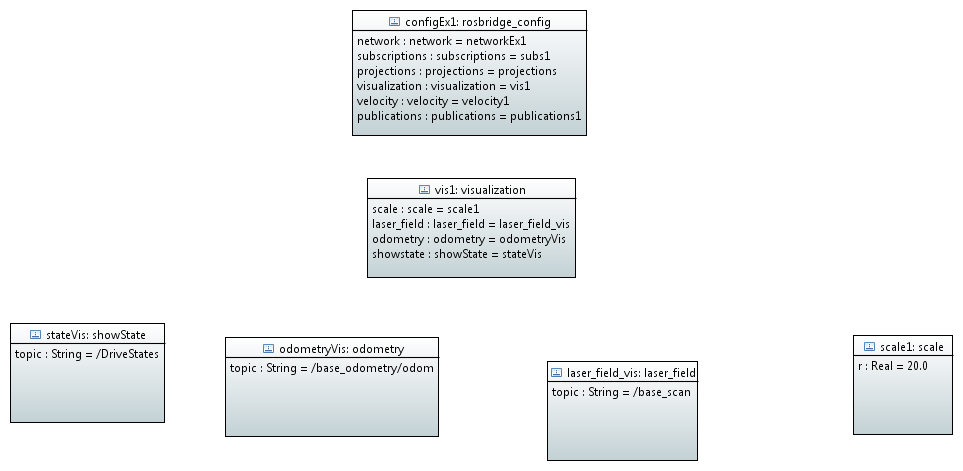 configEx1: rosbridge_config
network : network = networkEx1
subscriptions : subscriptions = subs1
projections : projections = projections
visualization : visualization = vis1
velocity : velocity = velocity1
publications : publications = publications1
vis1: visualization
scale : scale = scale1
laser_field : laser_field = laser_field_vis
odometry : odometry = odometryVis
showstate : showState = stateVis
stateVis: showState
topic : String = /DriveStates
odometryVis: odometry
topic : String = /base_odometry/odom
laser_field_vis: laser_field
topic : String = /base_scan
scale1: scale
r : Real = 20.0